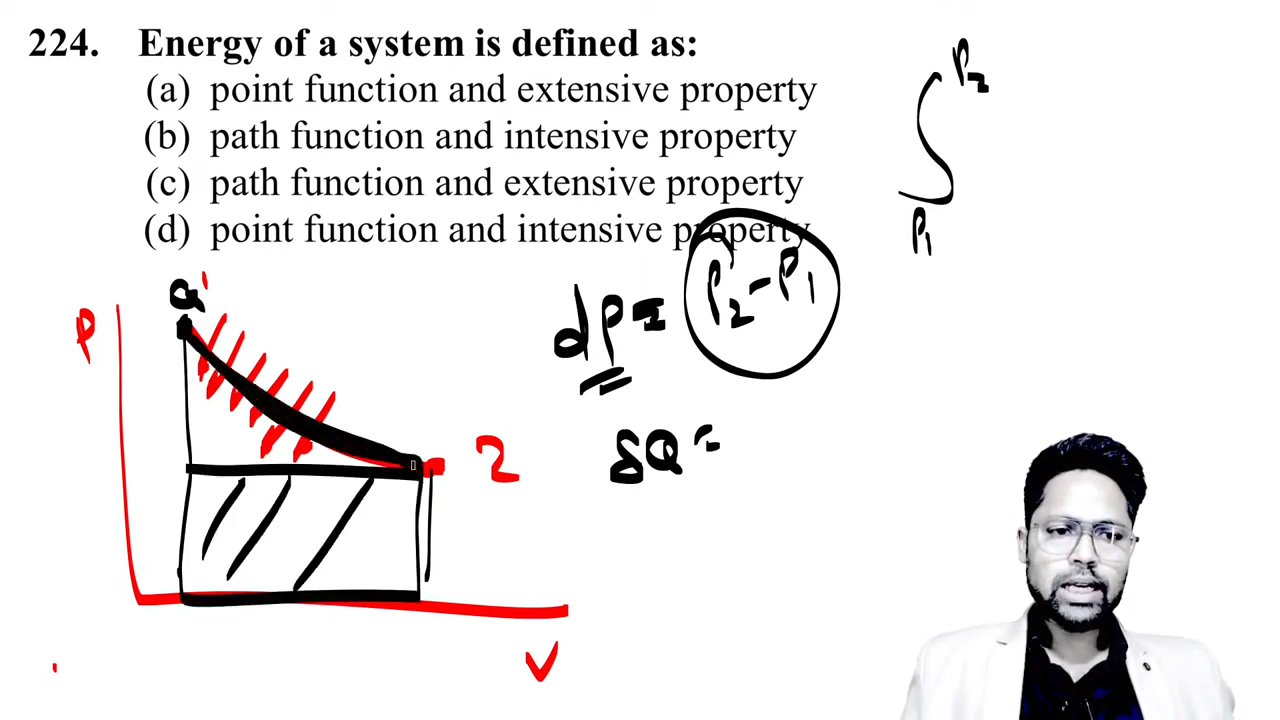 224. Energy of a system is defined as:
(a) point function and extensive property
(b) path function and intensive property
(c) path function and extensive property
(d) point function and intensive property
P2
∫
P1
dP = P2 - P1
δQ =
P
2
V